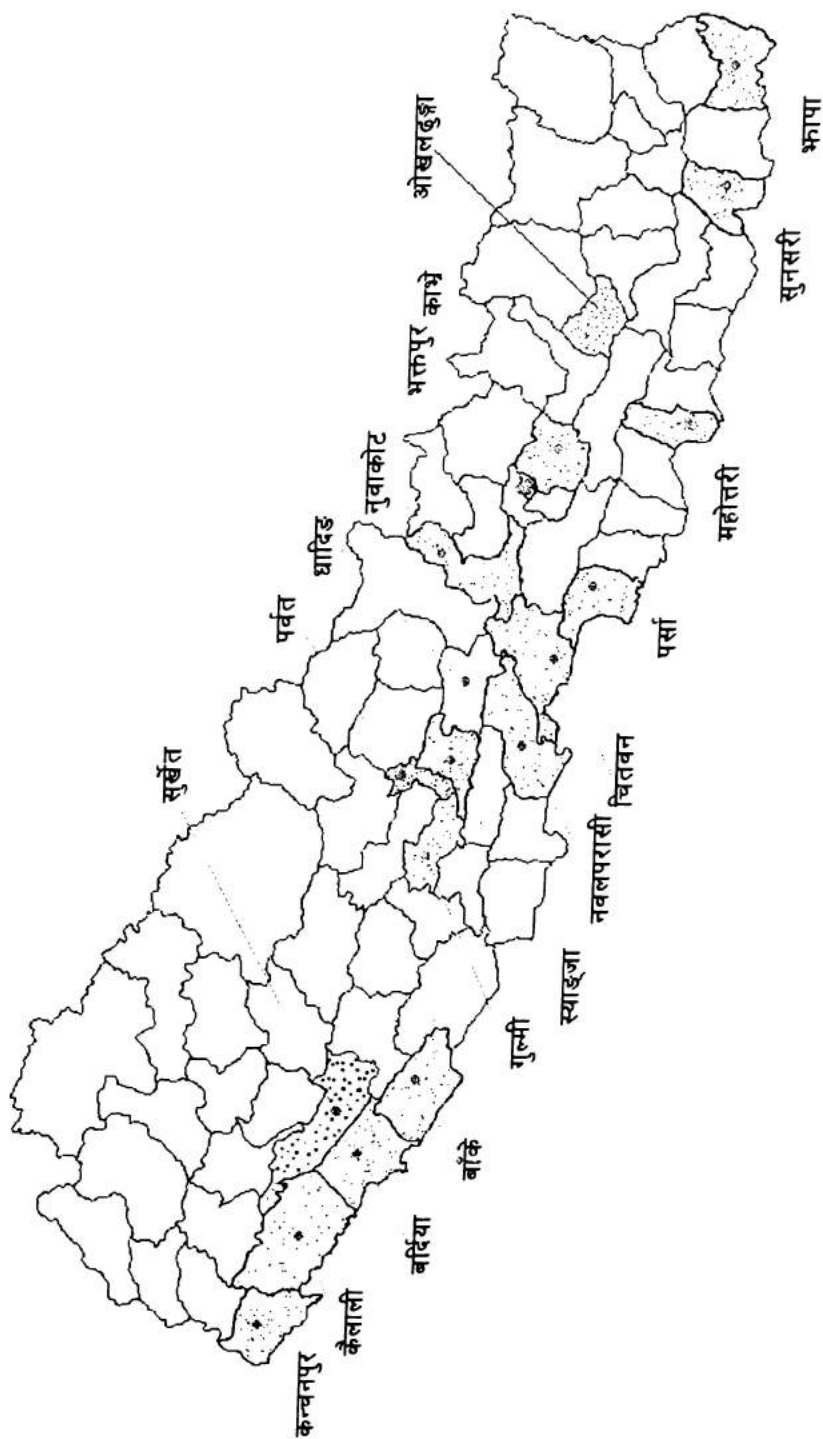 कन्चनपुर
कैलाली
बर्दिया
बाँके
गुल्मी
स्याङ्जा
नवलपरासी
चितवन
पर्सा
महोत्तरी
सुनसरी
झापा
सुर्खेत
पर्वत
धादिङ
नुवाकोट
भक्तपुर
काभ्रे
ओखलढुङ्गा